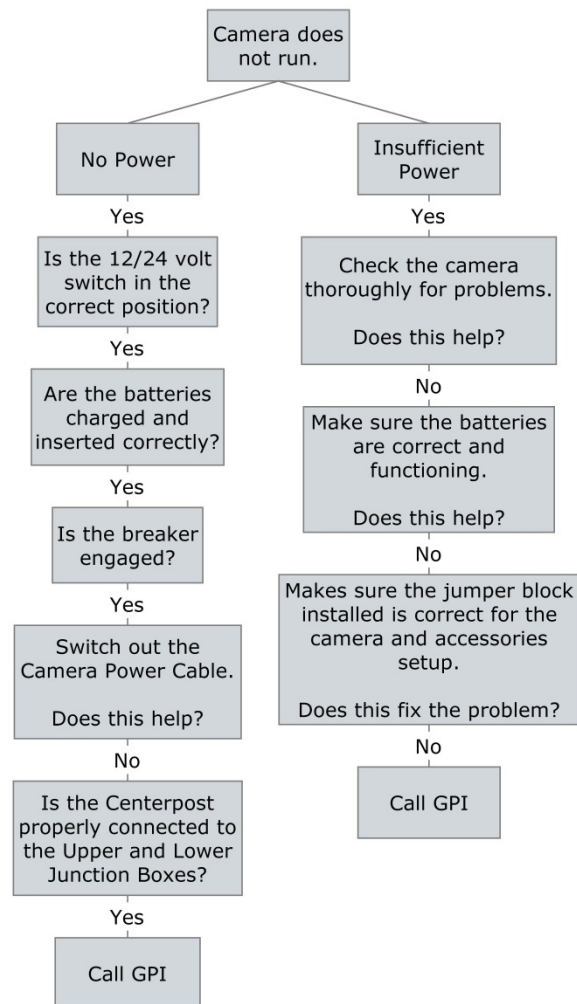 Camera does
not run.
No Power
Yes
Is the 12/24 volt
switch in the
correct position?
Yes
Are the batteries
charged and
inserted correctly?
Yes
Is the breaker
engaged?
Yes
Switch out the
Camera Power Cable.
Does this help?
No
Is the Centerpost
properly connected to
the Upper and Lower
Junction Boxes?
Yes
Call GPI
Insufficient
Power
Yes
Check the camera
thoroughly for problems.
Does this help?
No
Make sure the batteries
are correct and
functioning.
Does this help?
No
Makes sure the jumper block
installed is correct for the
camera and accessories
setup.
Does this fix the problem?
No
Call GPI